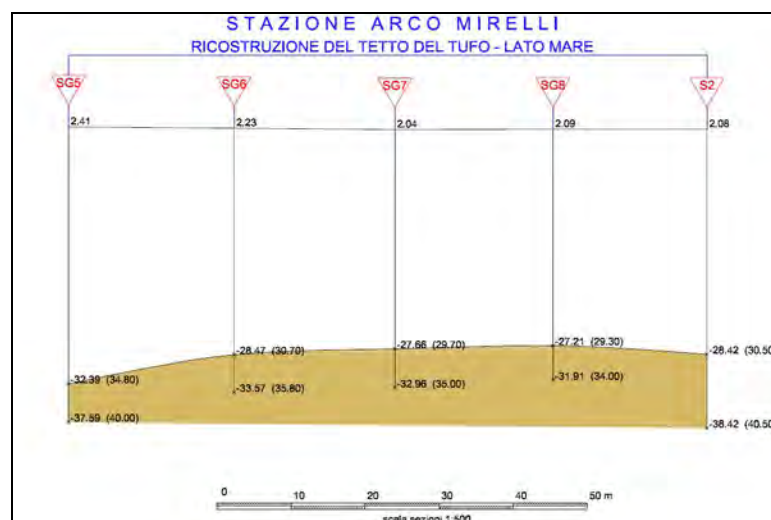 STAZIONE ARCO MIRELLI
RICOSTRUZIONE DEL TETTO DEL TUFO - LATO MARE
SG5 SG6 SG7 SG8 S2
2.41 2.23 2.04 2.09 2.08
-28.47 (30.70) -27.66 (29.70) -27.21 (29.30) -28.42 (30.50
-32.39 (34.80) -33.57 (35.80) -32.96 (35.00) -31.91 (34.00)
-37.59 (40.00) -38.42 (40.50
0 10 20 30 40 50 m
scala sezioni 1:500